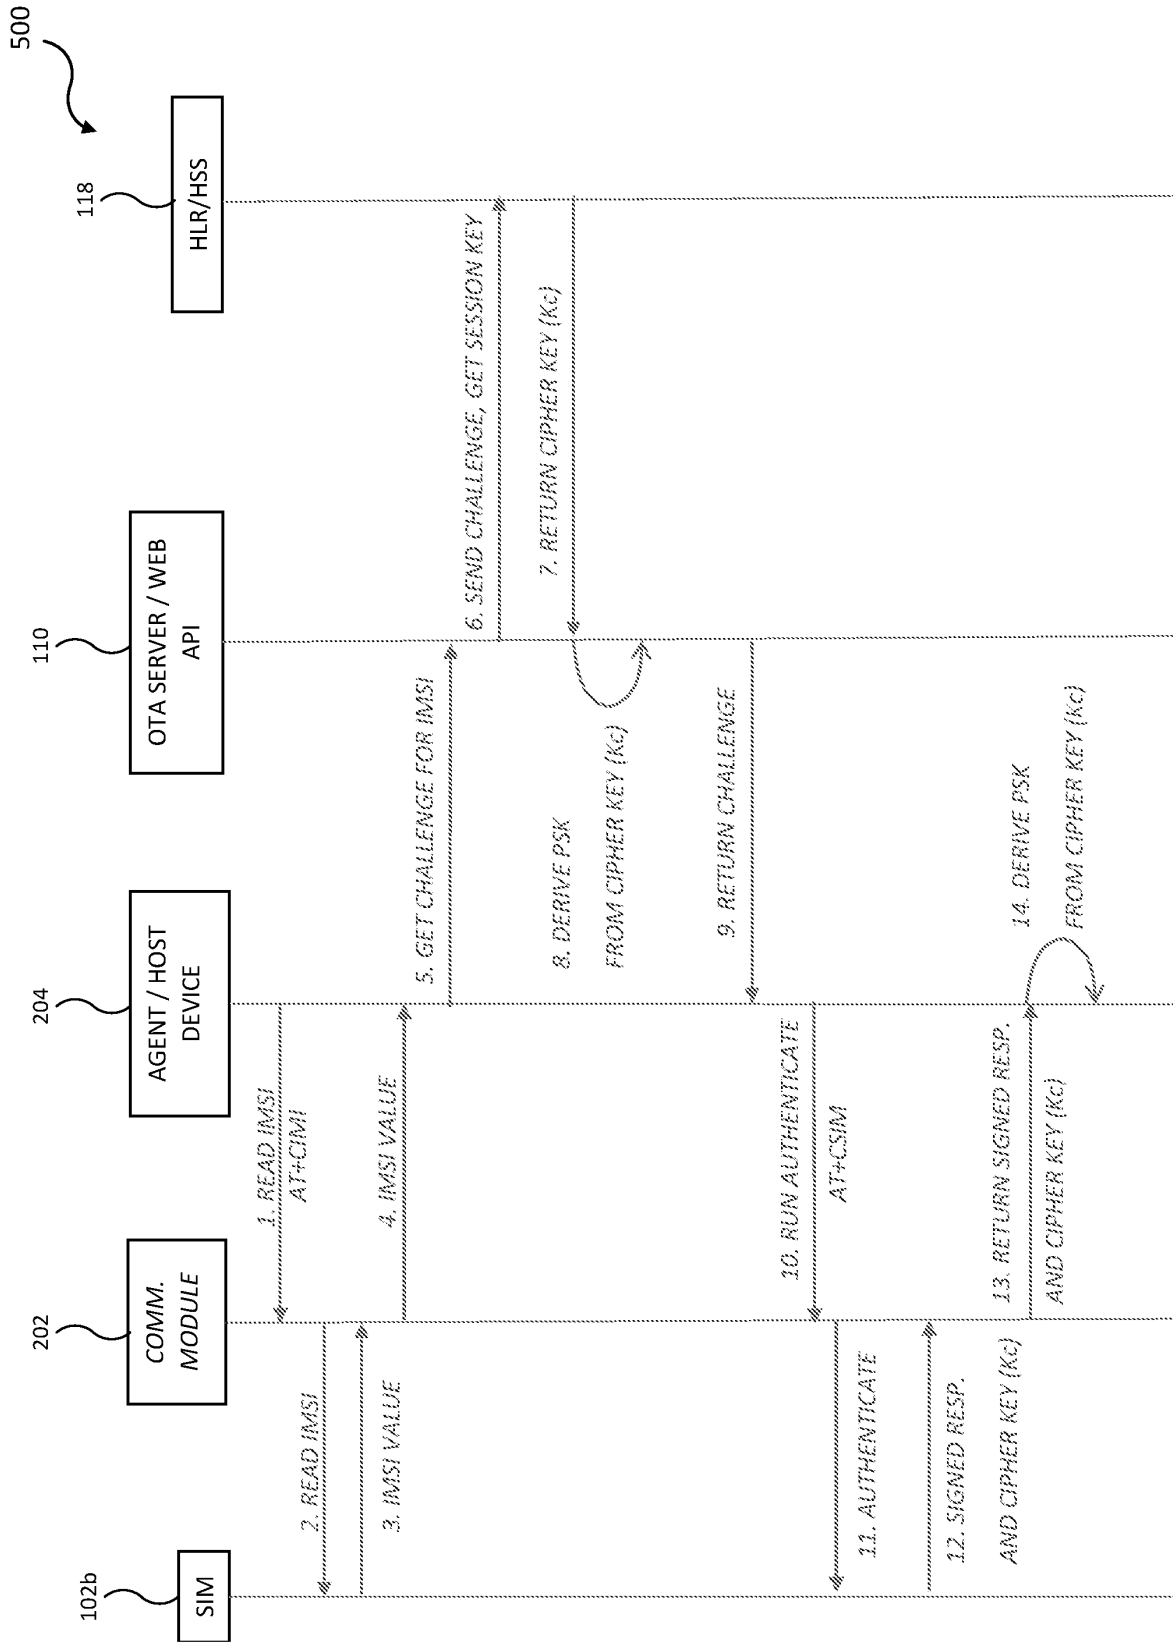 500
102b
202
204
110
118
SIM
COMM.
MODULE
AGENT / HOST
DEVICE
OTA SERVER / WEB
API
HLR/HSS
1. READ IMSI
AT+CIMI
2. READ IMSI
3. IMSI VALUE
4. IMSI VALUE
5. GET CHALLENGE FOR IMSI
6. SEND CHALLENGE, GET SESSION KEY
7. RETURN CIPHER KEY (Kc)
8. DERIVE PSK
FROM CIPHER KEY (Kc)
9. RETURN CHALLENGE
10. RUN AUTHENTICATE
AT+CSIM
11. AUTHENTICATE
12. SIGNED RESP.
AND CIPHER KEY (Kc)
13. RETURN SIGNED RESP.
AND CIPHER KEY (Kc)
14. DERIVE PSK
FROM CIPHER KEY (Kc)